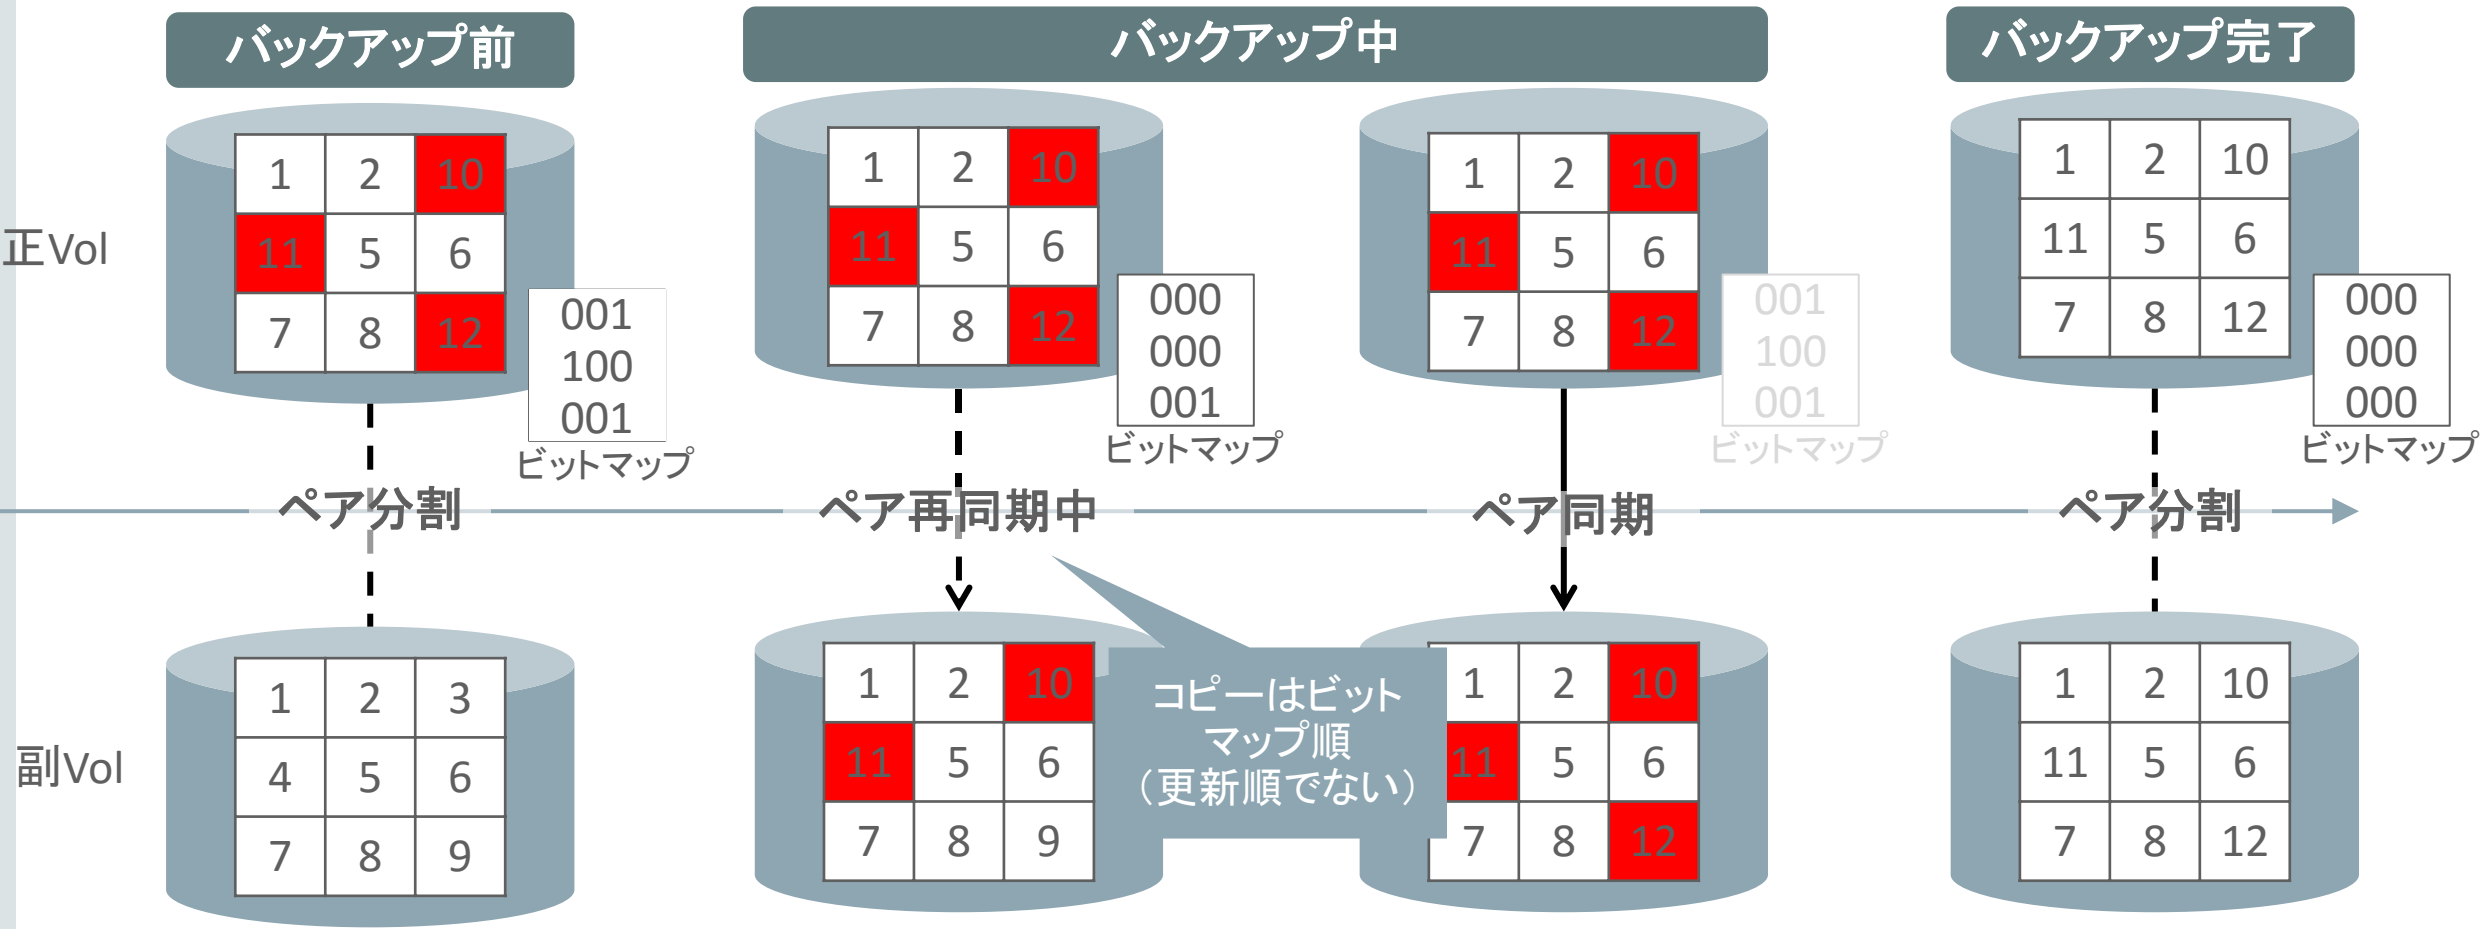 バックアップ前
バックアップ中
バックアップ完了
正Vol
1 2 10
11 5 6
7 8 12
001
100
001
ビットマップ
1 2 10
11 5 6
7 8 12
000
000
001
ビットマップ
1 2 10
11 5 6
7 8 12
001
100
001
ビットマップ
1 2 10
11 5 6
7 8 12
000
000
000
ビットマップ
ペア分割
ペア再同期中
ペア同期
ペア分割
副Vol
1 2 3
4 5 6
7 8 9
1 2 10
11 5 6
7 8 9
コピーはビット
マップ順
（更新順でない）
1 2 10
11 5 6
7 8 12
1 2 10
11 5 6
7 8 12